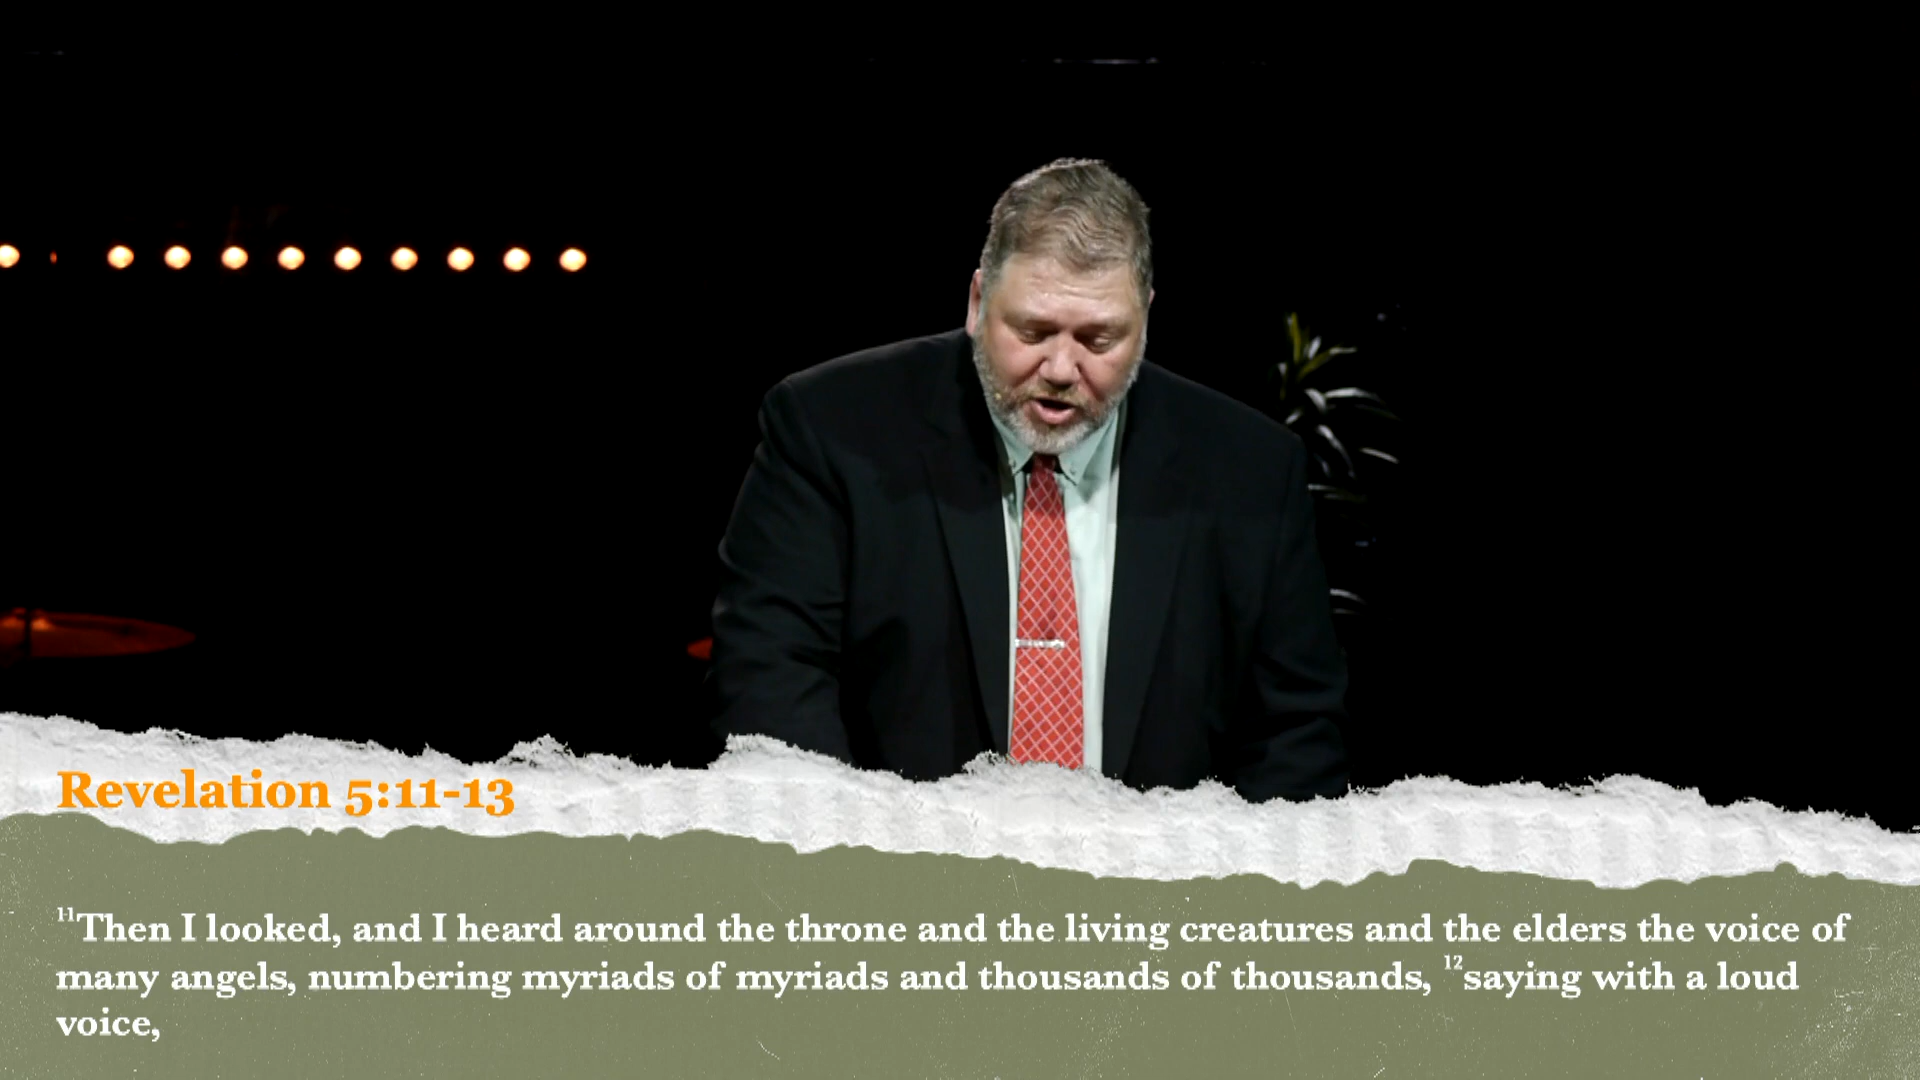 Revelation 5:11-13
¹¹Then I looked, and I heard around the throne and the living creatures and the elders the voice of
many angels, numbering myriads of myriads and thousands of thousands, ¹²saying with a loud
voice,